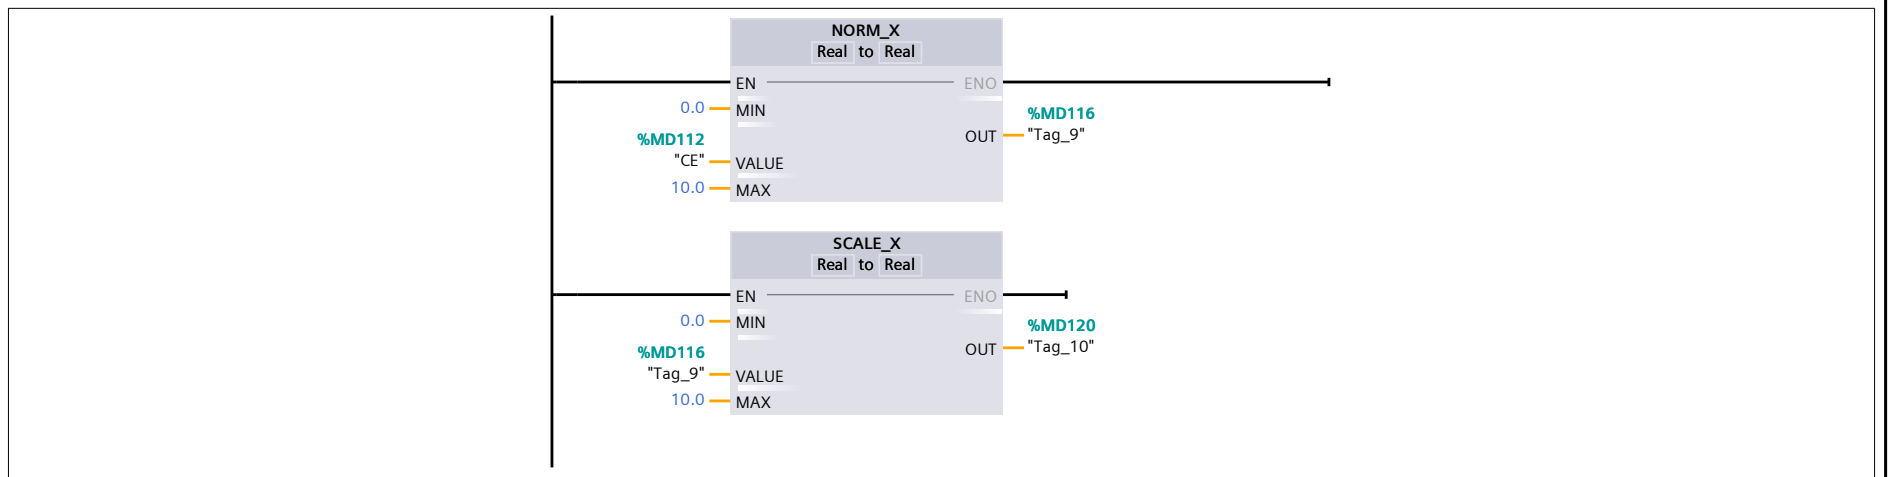 NORM_X
Real to Real
EN ENO
0.0 MIN
%MD116
OUT "Tag_9"
%MD112
"CE" VALUE
10.0 MAX
SCALE_X
Real to Real
EN ENO
0.0 MIN
%MD120
OUT "Tag_10"
%MD116
"Tag_9" VALUE
10.0 MAX